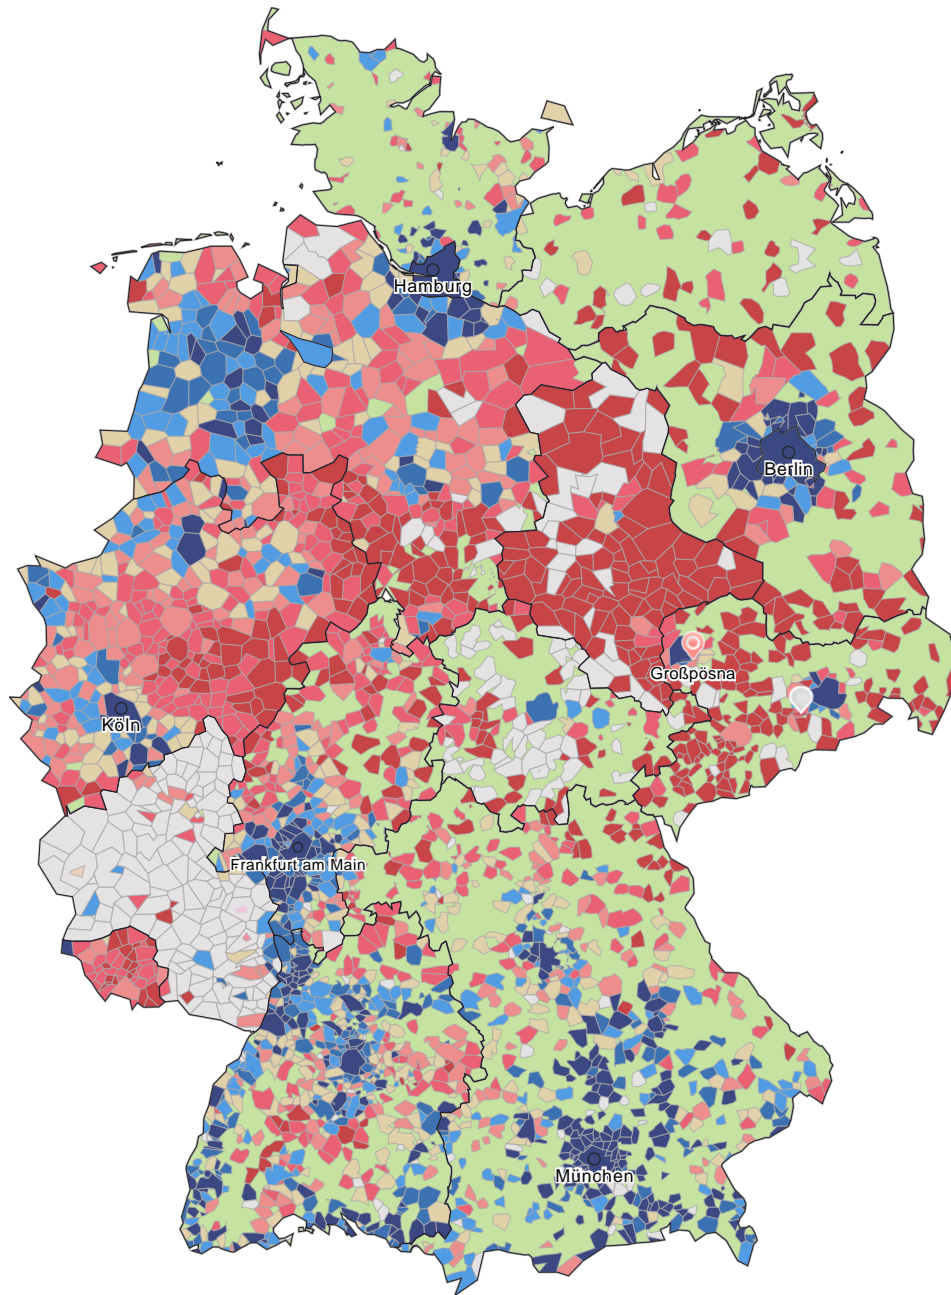 Hamburg
Berlin
Großpösna
Köln
Frankfurt am Main
München